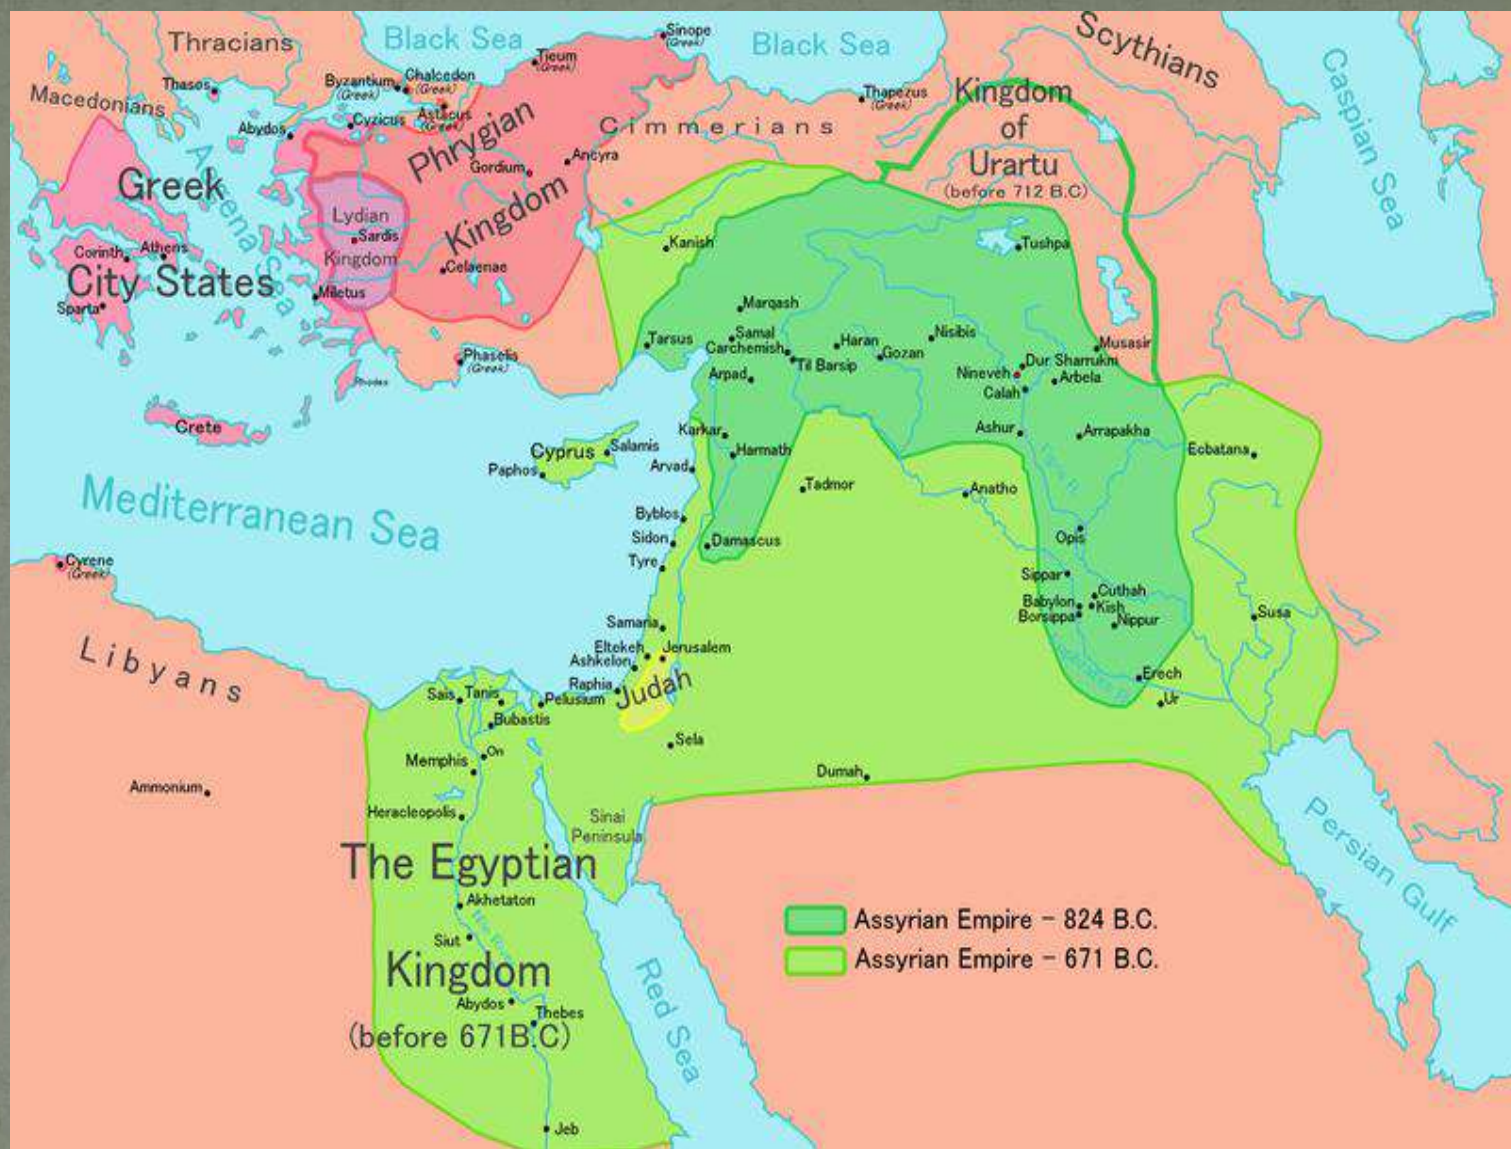 Thracians
Black Sea
Sinope
(Greek)
Scythians
Black Sea
Tieum
(Greek)
Caspian Sea
Macedonians
Thasos
Byzantium
(Greek)
Chalcedon
(Greek)
Thapezus
(Greek)
Kingdom
of
Urartu
(before 712 B.C)
Abydos
Cyzicus
Astacus
(Greek)
Cimmerians
Phrygian
Kingdom
Gordium
Ancyra
Greek
City States
Aegena Sea
Lydian
Kingdom
Sardis
Celaenae
Miletus
Corinth
Athens
Sparta
Kanish
Tushpa
Marqash
Tarsus
Samal
Carchemish
Til Barsip
Haran
Gozan
Nisibis
Musasir
Dur Sharrukin
Nineveh
Arbela
Calah
Phaselis
(Greek)
Rhodes
Arpad
Crete
Karkar
Harmath
Ashur
Arrapakha
Ecbatana
Cyprus
Salamis
Paphos
Arvad
Tadmor
Anatho
Mediterranean Sea
Byblos
Sidon
Tyre
Damascus
Tigris R.
Opis
Cyrene
(Greek)
Sippar
Cuthah
Babylon
Kish
Borsippa
Nippur
Susa
Samaria
Eltekeh
Jerusalem
Ashkelon
Libyans
Raphia
Judah
Erech
Ur
Sais
Tanis
Pelusium
Bubastis
Sela
On
Memphis
Dumah
Ammonium
Heracleopolis
Sinai
Peninsula
Persian Gulf
The Egyptian
Kingdom
(before 671B.C)
Akhetaton
Siut
Abydos
Thebes
Red Sea
Jeb
Assyrian Empire - 824 B.C.
Assyrian Empire - 671 B.C.